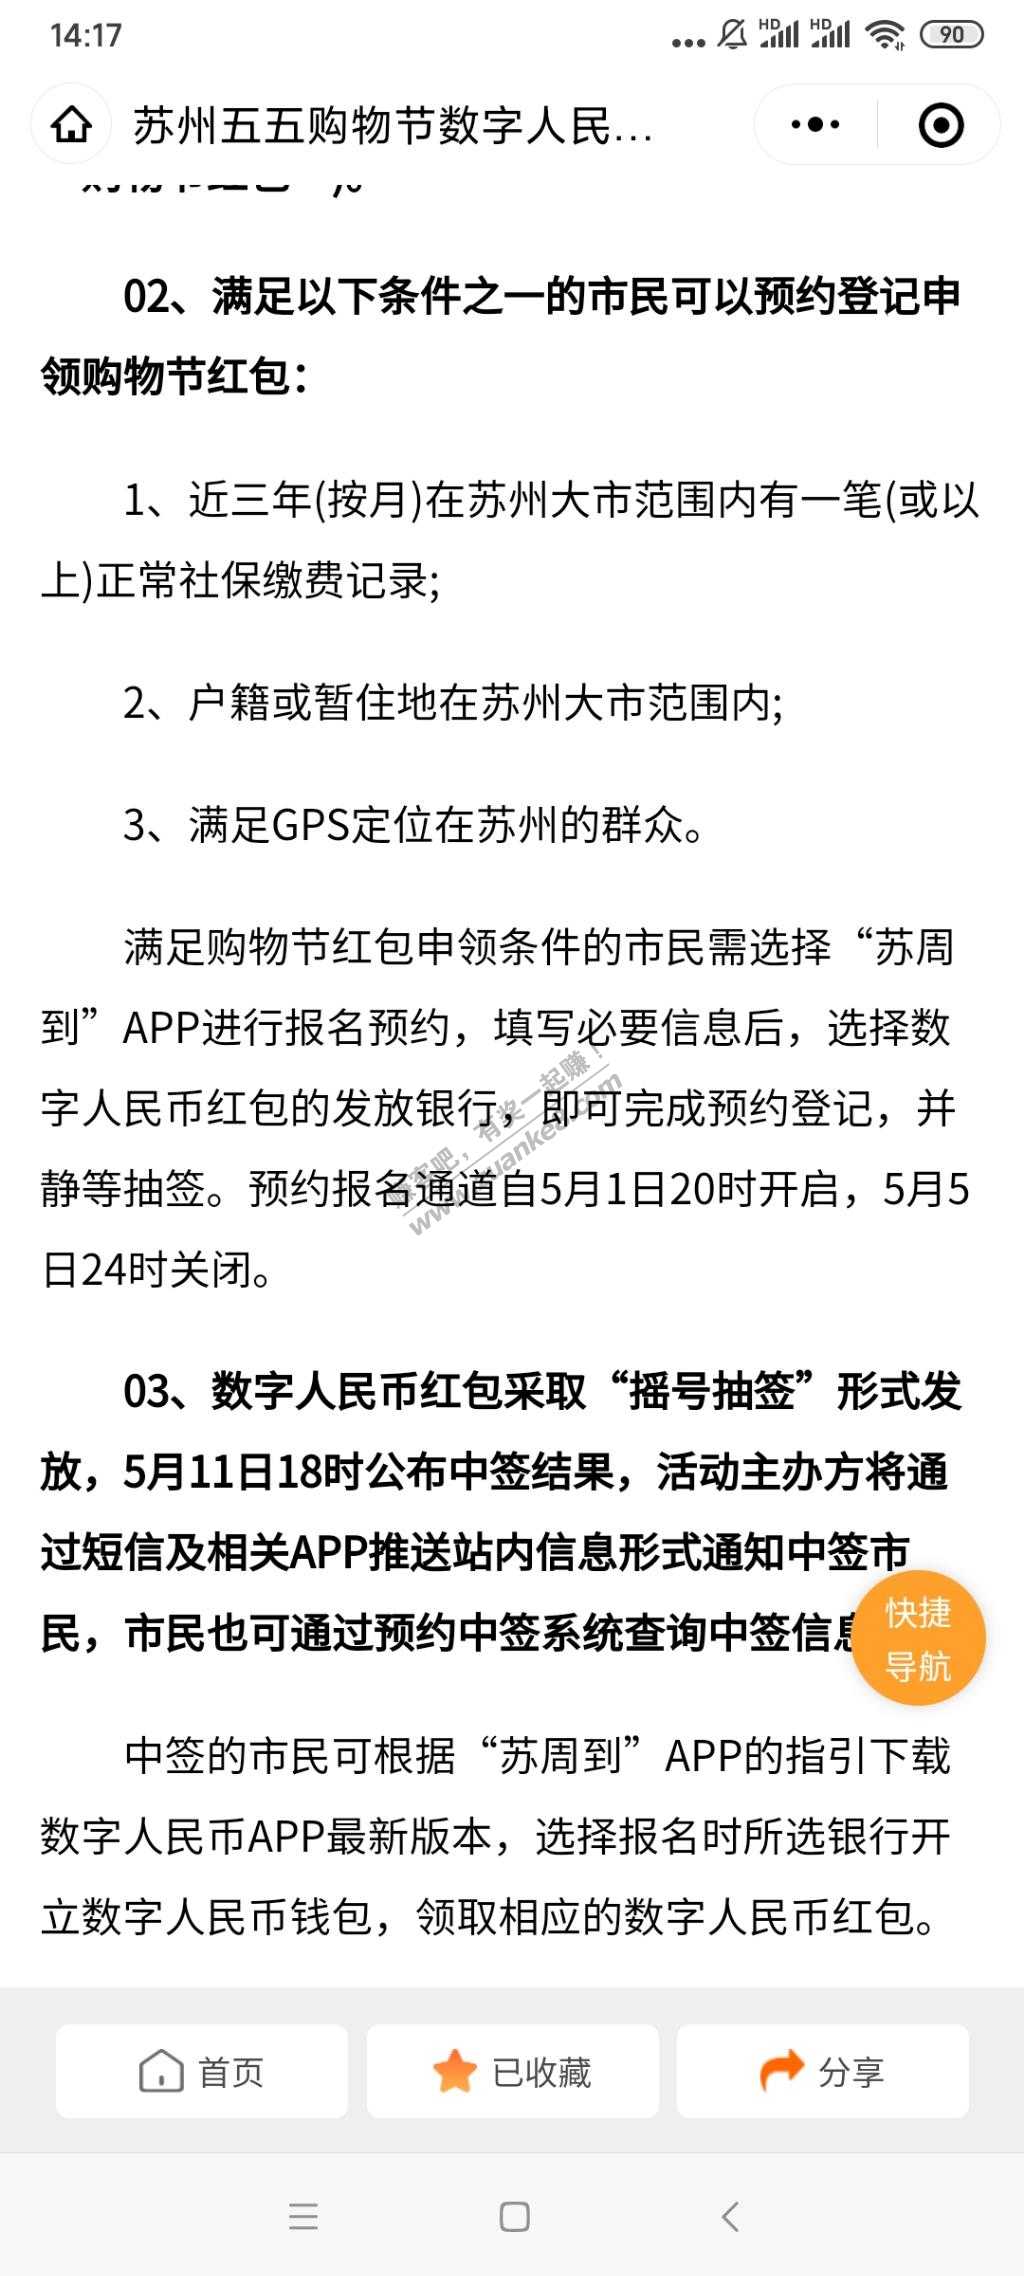 14:17
HD HD 90
苏州五五购物节数字人民...
02、满足以下条件之一的市民可以预约登记申
领购物节红包：
1、近三年(按月)在苏州大市范围内有一笔(或以
上)正常社保缴费记录;
2、户籍或暂住地在苏州大市范围内;
3、满足GPS定位在苏州的群众。
满足购物节红包申领条件的市民需选择“苏周
到”APP进行报名预约，填写必要信息后，选择数
字人民币红包的发放银行，即可完成预约登记，并
静等抽签。预约报名通道自5月1日20时开启，5月5
日24时关闭。
赚客吧，有奖一起赚！
www.zuanke8.com
03、数字人民币红包采取“摇号抽签”形式发
放，5月11日18时公布中签结果，活动主办方将通
过短信及相关APP推送站内信息形式通知中签市
民，市民也可通过预约中签系统查询中签信息
快捷
导航
中签的市民可根据“苏周到”APP的指引下载
数字人民币APP最新版本，选择报名时所选银行开
立数字人民币钱包，领取相应的数字人民币红包。
首页 已收藏 分享